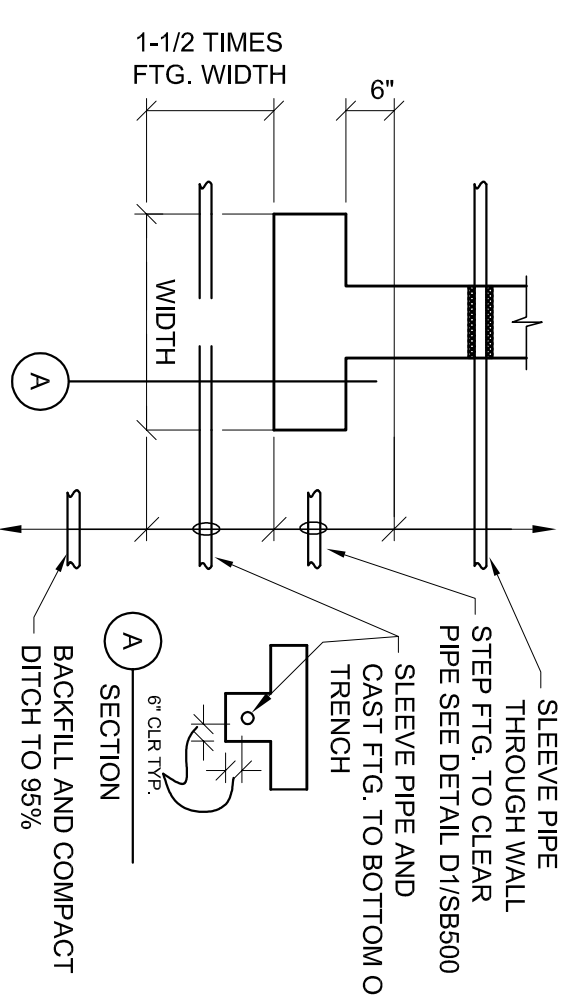 SLEEVE PIPE
THROUGH WALL
STEP FTG. TO CLEAR
PIPE SEE DETAIL D1/SB500
SLEEVE PIPE AND
CAST FTG. TO BOTTOM O
TRENCH
1-1/2 TIMES
FTG. WIDTH
6"
WIDTH
A
A
SECTION
6" CLR TYP.
BACKFILL AND COMPACT
DITCH TO 95%